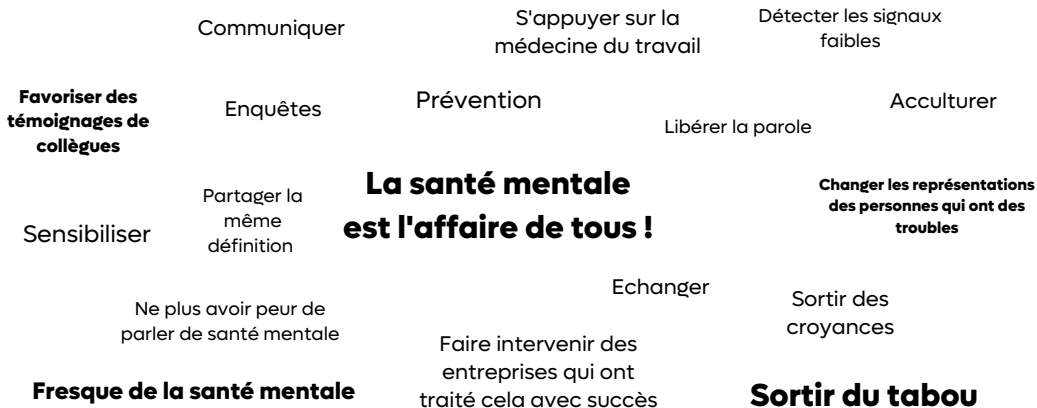 Communiquer
S'appuyer sur la
médecine du travail
Détecter les signaux
faibles
Favoriser des
témoignages de
collègues
Enquêtes
Prévention
Libérer la parole
Acculturer
Sensibiliser
Partager la
même
définition
La santé mentale
est l'affaire de tous !
Changer les représentations
des personnes qui ont des
troubles
Ne plus avoir peur de
parler de santé mentale
Echanger
Sortir des
croyances
Fresque de la santé mentale
Faire intervenir des
entreprises qui ont
traité cela avec succès
Sortir du tabou